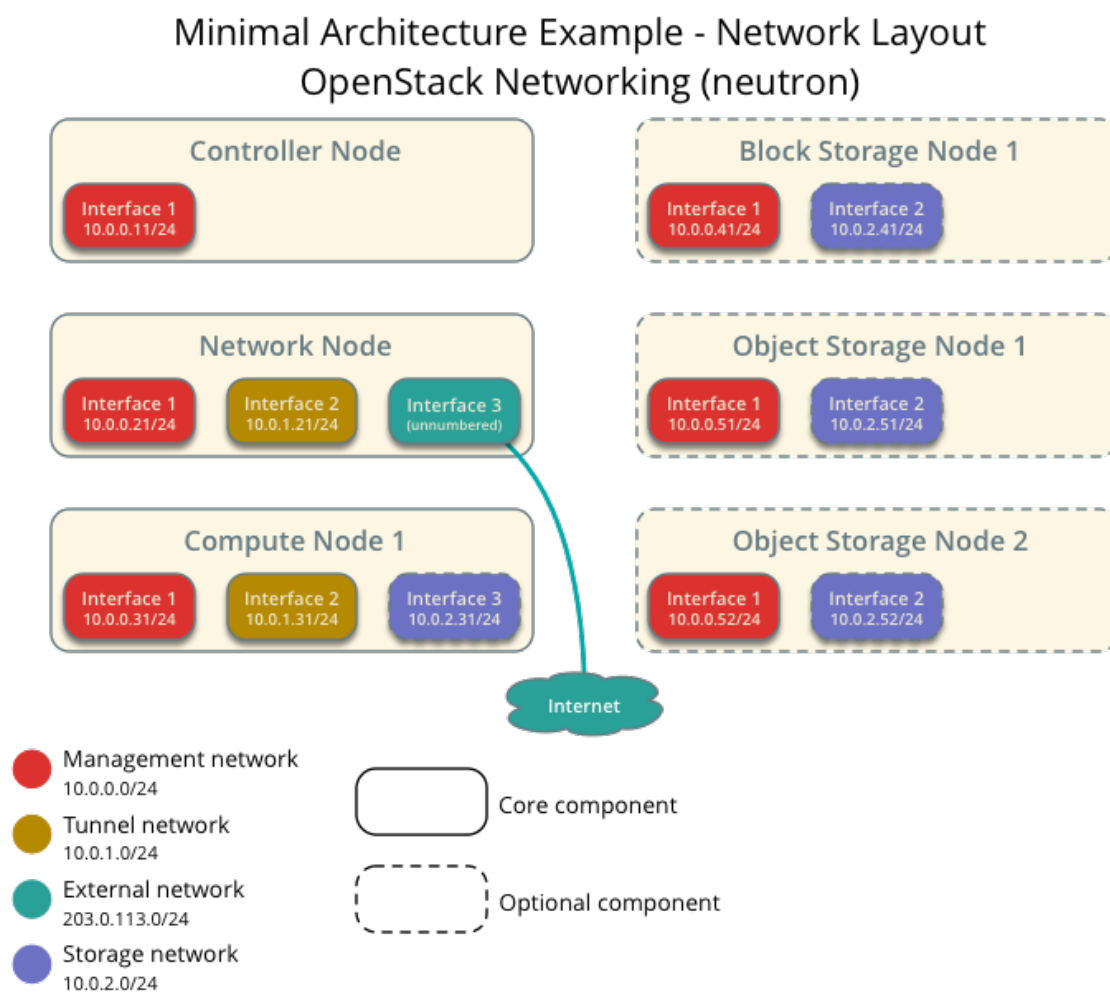 Minimal Architecture Example - Network Layout
OpenStack Networking (neutron)
Controller Node
Interface 1
10.0.0.11/24
Block Storage Node 1
Interface 1
10.0.0.41/24
Interface 2
10.0.2.41/24
Network Node
Interface 1
10.0.0.21/24
Interface 2
10.0.1.21/24
Interface 3
(unnumbered)
Object Storage Node 1
Interface 1
10.0.0.51/24
Interface 2
10.0.2.51/24
Compute Node 1
Interface 1
10.0.0.31/24
Interface 2
10.0.1.31/24
Interface 3
10.0.2.31/24
Object Storage Node 2
Interface 1
10.0.0.52/24
Interface 2
10.0.2.52/24
Internet
Management network
10.0.0.0/24
Tunnel network
10.0.1.0/24
External network
203.0.113.0/24
Storage network
10.0.2.0/24
Core component
Optional component